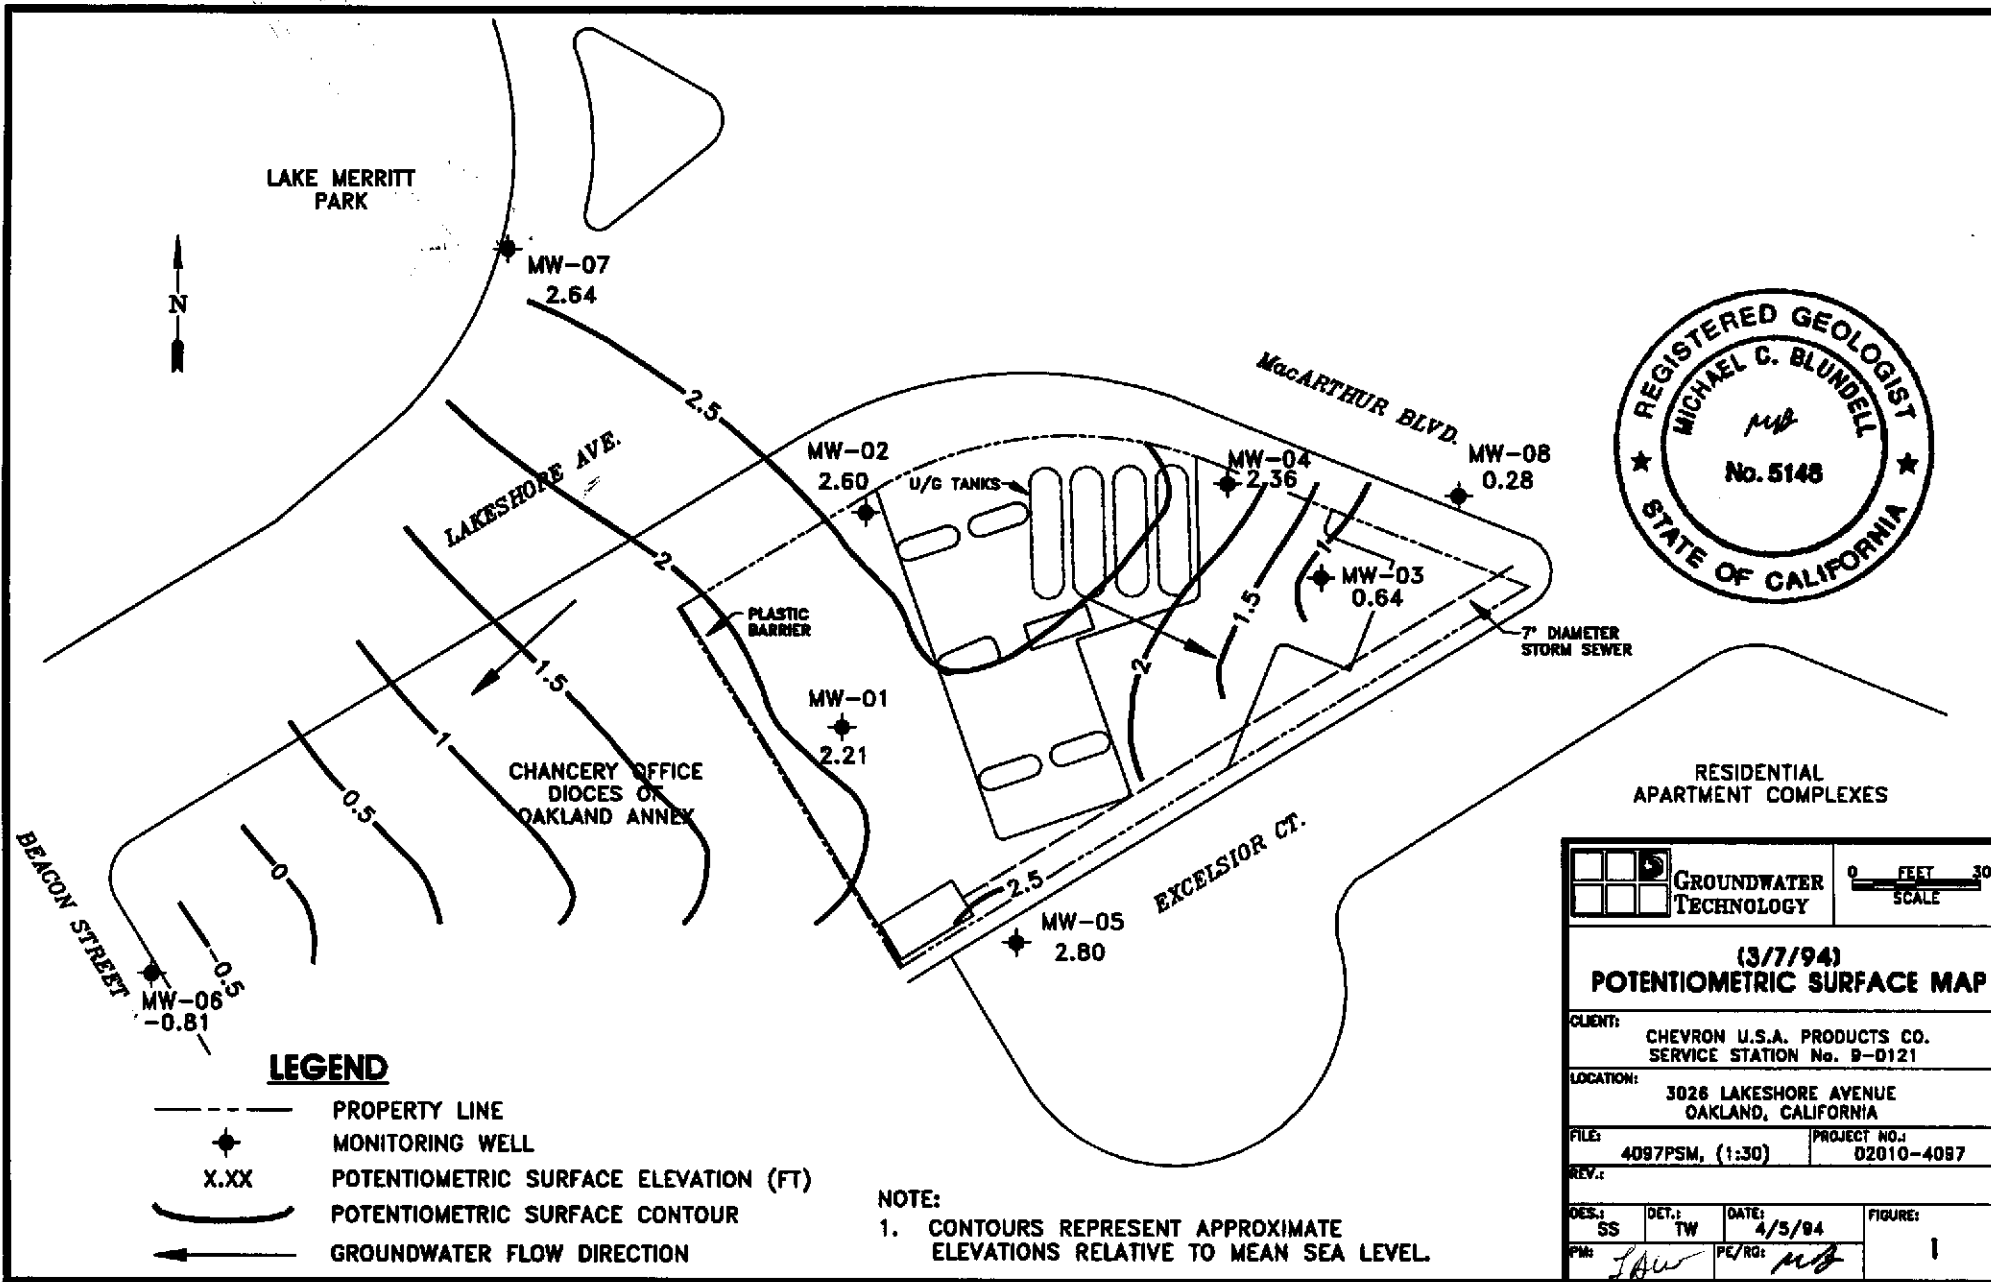 LAKE MERRITT
PARK
N
MW-07
2.64
2.5
LAKESHORE AVE.
MacARTHUR BLVD.
MW-02
2.60
U/G TANKS
MW-04
2.36
MW-08
0.28
MW-03
0.64
2
1.5
1
2
1.5
1
0.5
0
-0.5
PLASTIC
BARRIER
7' DIAMETER
STORM SEWER
MW-01
2.21
CHANCERY OFFICE
DIOCES OF
OAKLAND ANNEX
BEACON STREET
MW-06
-0.81
2.5
MW-05
2.80
EXCELSIOR CT.
RESIDENTIAL
APARTMENT COMPLEXES
REGISTERED GEOLOGIST
MICHAEL C. BLUNDELL
No. 5148
STATE OF CALIFORNIA
LEGEND
PROPERTY LINE
MONITORING WELL
X.XX POTENTIOMETRIC SURFACE ELEVATION (FT)
POTENTIOMETRIC SURFACE CONTOUR
GROUNDWATER FLOW DIRECTION
NOTE:
1. CONTOURS REPRESENT APPROXIMATE
ELEVATIONS RELATIVE TO MEAN SEA LEVEL.
GROUNDWATER
TECHNOLOGY
0 FEET 30
SCALE
(3/7/94)
POTENTIOMETRIC SURFACE MAP
CLIENT:
CHEVRON U.S.A. PRODUCTS CO.
SERVICE STATION No. 9-0121
LOCATION:
3026 LAKESHORE AVENUE
OAKLAND, CALIFORNIA
FILE: 4097PSM, (1:30)
PROJECT NO.: 02010-4097
REV.:
DES.: SS
DET.: TW
DATE: 4/5/94
FIGURE: 1
PM:
PE/RG: